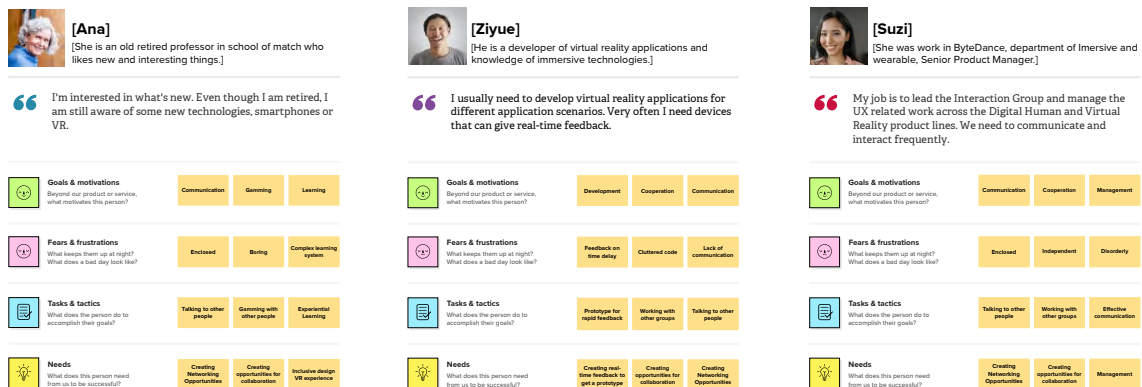 [Ana]
[She is an old retired professor in school of match who
likes new and interesting things.]
I'm interested in what's new. Even though I am retired, I
am still aware of some new technologies, smartphones or
VR.
Goals & motivations
Beyond our product or service,
what motivates this person?
Communication
Gamming
Learning
Fears & frustrations
What keeps them up at night?
What does a bad day look like?
Enclosed
Boring
Complex learning
system
Tasks & tactics
What does the person do to
accomplish their goals?
Talking to other
people
Gamming with
other people
Experiential
Learning
Needs
What does this person need
from us to be successful?
Creating
Networking
Opportunities
Creating
opportunities for
collaboration
Inclusive design
VR experience
[Ziyue]
[He is a developer of virtual reality applications and
knowledge of immersive technologies.]
I usually need to develop virtual reality applications for
different application scenarios. Very often I need devices
that can give real-time feedback.
Goals & motivations
Beyond our product or service,
what motivates this person?
Development
Cooperation
Communication
Fears & frustrations
What keeps them up at night?
What does a bad day look like?
Feedback on
time delay
Cluttered code
Lack of
communication
Tasks & tactics
What does the person do to
accomplish their goals?
Prototype for
rapid feedback
Working with
other groups
Talking to other
people
Needs
What does this person need
from us to be successful?
Creating real-
time feedback to
get a prototype
Creating
opportunities for
collaboration
Creating
Networking
Opportunities
[Suzi]
[She was work in ByteDance, department of Imersive and
wearable, Senior Product Manager.]
My job is to lead the Interaction Group and manage the
UX related work across the Digital Human and Virtual
Reality product lines. We need to communicate and
interact frequently.
Goals & motivations
Beyond our product or service,
what motivates this person?
Communication
Cooperation
Management
Fears & frustrations
What keeps them up at night?
What does a bad day look like?
Enclosed
Independent
Disorderly
Tasks & tactics
What does the person do to
accomplish their goals?
Talking to other
people
Working with
other groups
Effective
communication
Needs
What does this person need
from us to be successful?
Creating
Networking
Opportunities
Creating
opportunities for
collaboration
Management